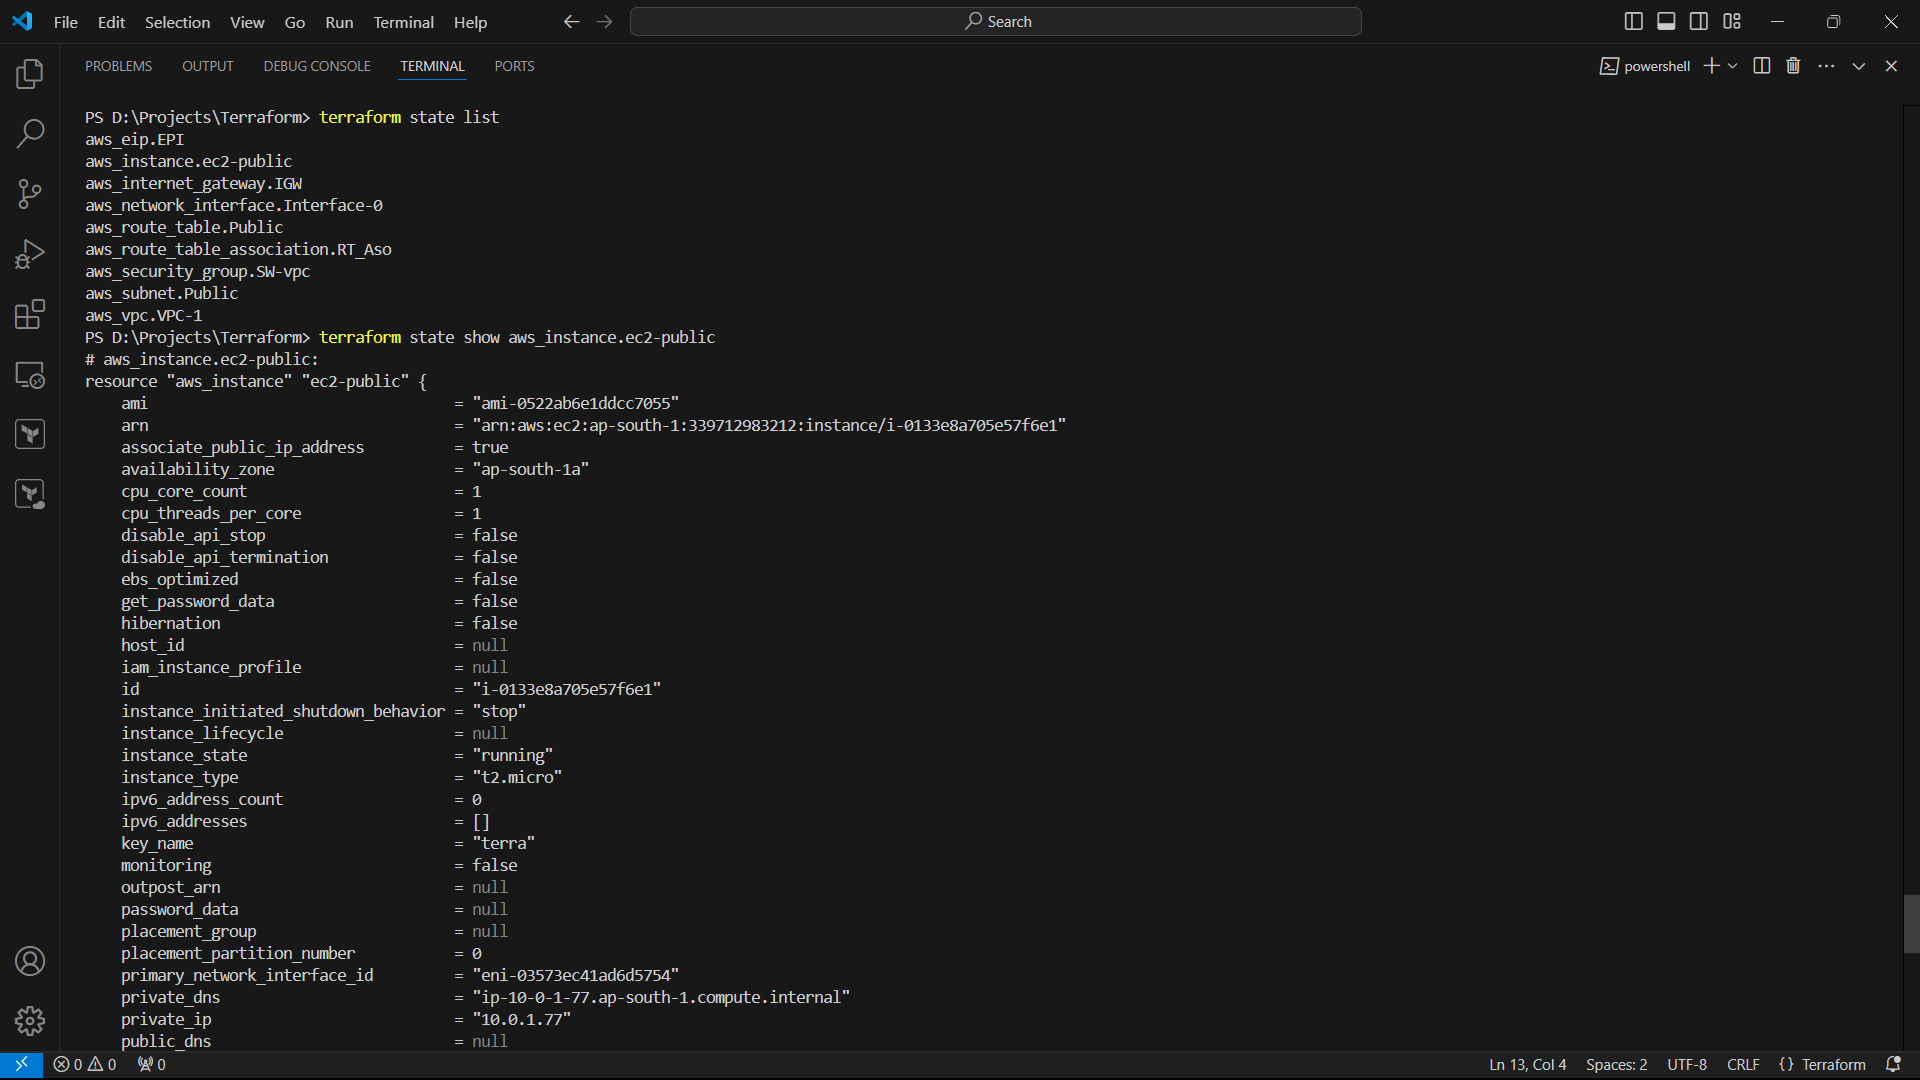 File Edit Selection View Go Run Terminal Help Search
PROBLEMS OUTPUT DEBUG CONSOLE TERMINAL PORTS powershell
PS D:\Projects\Terraform> terraform state list
aws_eip.EPI
aws_instance.ec2-public
aws_internet_gateway.IGW
aws_network_interface.Interface-0
aws_route_table.Public
aws_route_table_association.RT_Aso
aws_security_group.SW-vpc
aws_subnet.Public
aws_vpc.VPC-1
PS D:\Projects\Terraform> terraform state show aws_instance.ec2-public
# aws_instance.ec2-public:
resource "aws_instance" "ec2-public" {
    ami                                  = "ami-0522ab6e1ddcc7055"
    arn                                  = "arn:aws:ec2:ap-south-1:339712983212:instance/i-0133e8a705e57f6e1"
    associate_public_ip_address          = true
    availability_zone                    = "ap-south-1a"
    cpu_core_count                       = 1
    cpu_threads_per_core                 = 1
    disable_api_stop                     = false
    disable_api_termination              = false
    ebs_optimized                        = false
    get_password_data                    = false
    hibernation                          = false
    host_id                              = null
    iam_instance_profile                 = null
    id                                   = "i-0133e8a705e57f6e1"
    instance_initiated_shutdown_behavior = "stop"
    instance_lifecycle                   = null
    instance_state                       = "running"
    instance_type                        = "t2.micro"
    ipv6_address_count                   = 0
    ipv6_addresses                       = []
    key_name                             = "terra"
    monitoring                           = false
    outpost_arn                          = null
    password_data                        = null
    placement_group                      = null
    placement_partition_number           = 0
    primary_network_interface_id         = "eni-03573ec41ad6d5754"
    private_dns                          = "ip-10-0-1-77.ap-south-1.compute.internal"
    private_ip                           = "10.0.1.77"
    public_dns                           = null
0 0 0 Ln 13, Col 4 Spaces: 2 UTF-8 CRLF {} Terraform